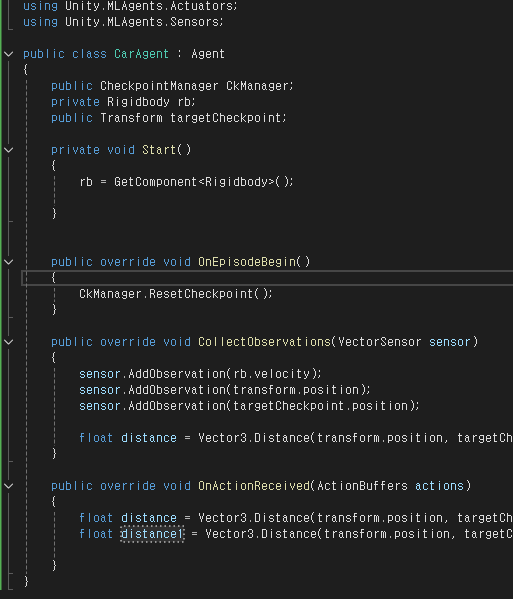 using Unity.MLAgents.Actuators;
using Unity.MLAgents.Sensors;
public class CarAgent : Agent
{
public CheckpointManager CkManager;
private Rigidbody rb;
public Transform targetCheckpoint;
private void Start()
{
rb = GetComponent<Rigidbody>();
}
public override void OnEpisodeBegin()
{
CkManager.ResetCheckpoint();
}
public override void CollectObservations(VectorSensor sensor)
{
sensor.AddObservation(rb.velocity);
sensor.AddObservation(transform.position);
sensor.AddObservation(targetCheckpoint.position);
float distance = Vector3.Distance(transform.position, targetCh
}
public override void OnActionReceived(ActionBuffers actions)
{
float distance = Vector3.Distance(transform.position, targetCh
float distance1 = Vector3.Distance(transform.position, targetC
}
}